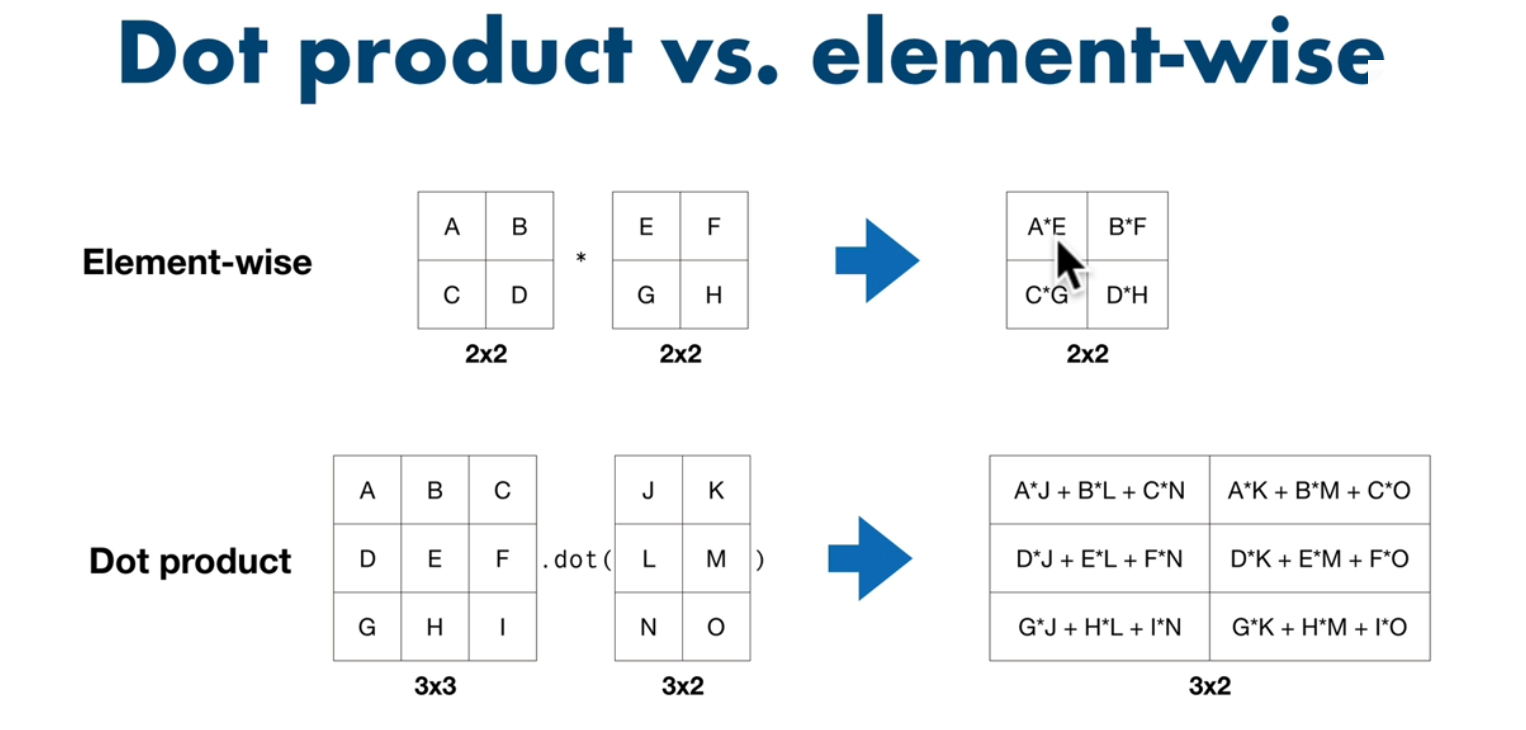 Dot product vs. element-wise
Element-wise
A B * E F A*E B*F
C D G H C*G D*H
2x2 2x2 2x2
Dot product
A B C J K A*J + B*L + C*N A*K + B*M + C*O
D E F .dot( L M ) D*J + E*L + F*N D*K + E*M + F*O
G H I N O G*J + H*L + I*N G*K + H*M + I*O
3x3 3x2 3x2